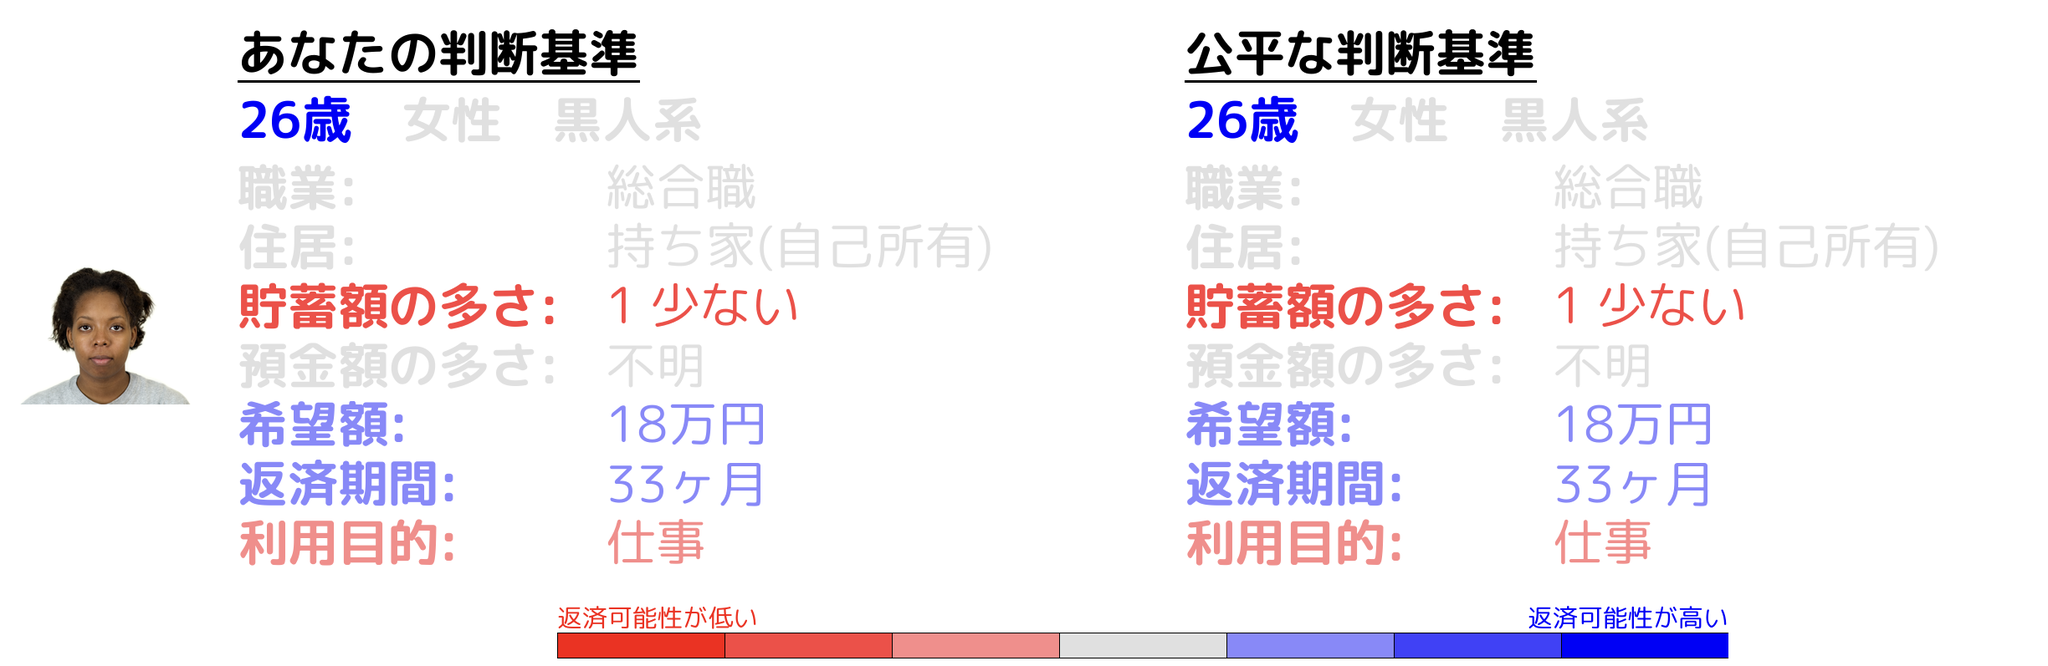 あなたの判断基準
26歳 女性 黒人系
職業: 総合職
住居: 持ち家(自己所有)
貯蓄額の多さ: 1 少ない
預金額の多さ: 不明
希望額: 18万円
返済期間: 33ヶ月
利用目的: 仕事
公平な判断基準
26歳 女性 黒人系
職業: 総合職
住居: 持ち家(自己所有)
貯蓄額の多さ: 1 少ない
預金額の多さ: 不明
希望額: 18万円
返済期間: 33ヶ月
利用目的: 仕事
返済可能性が低い
返済可能性が高い